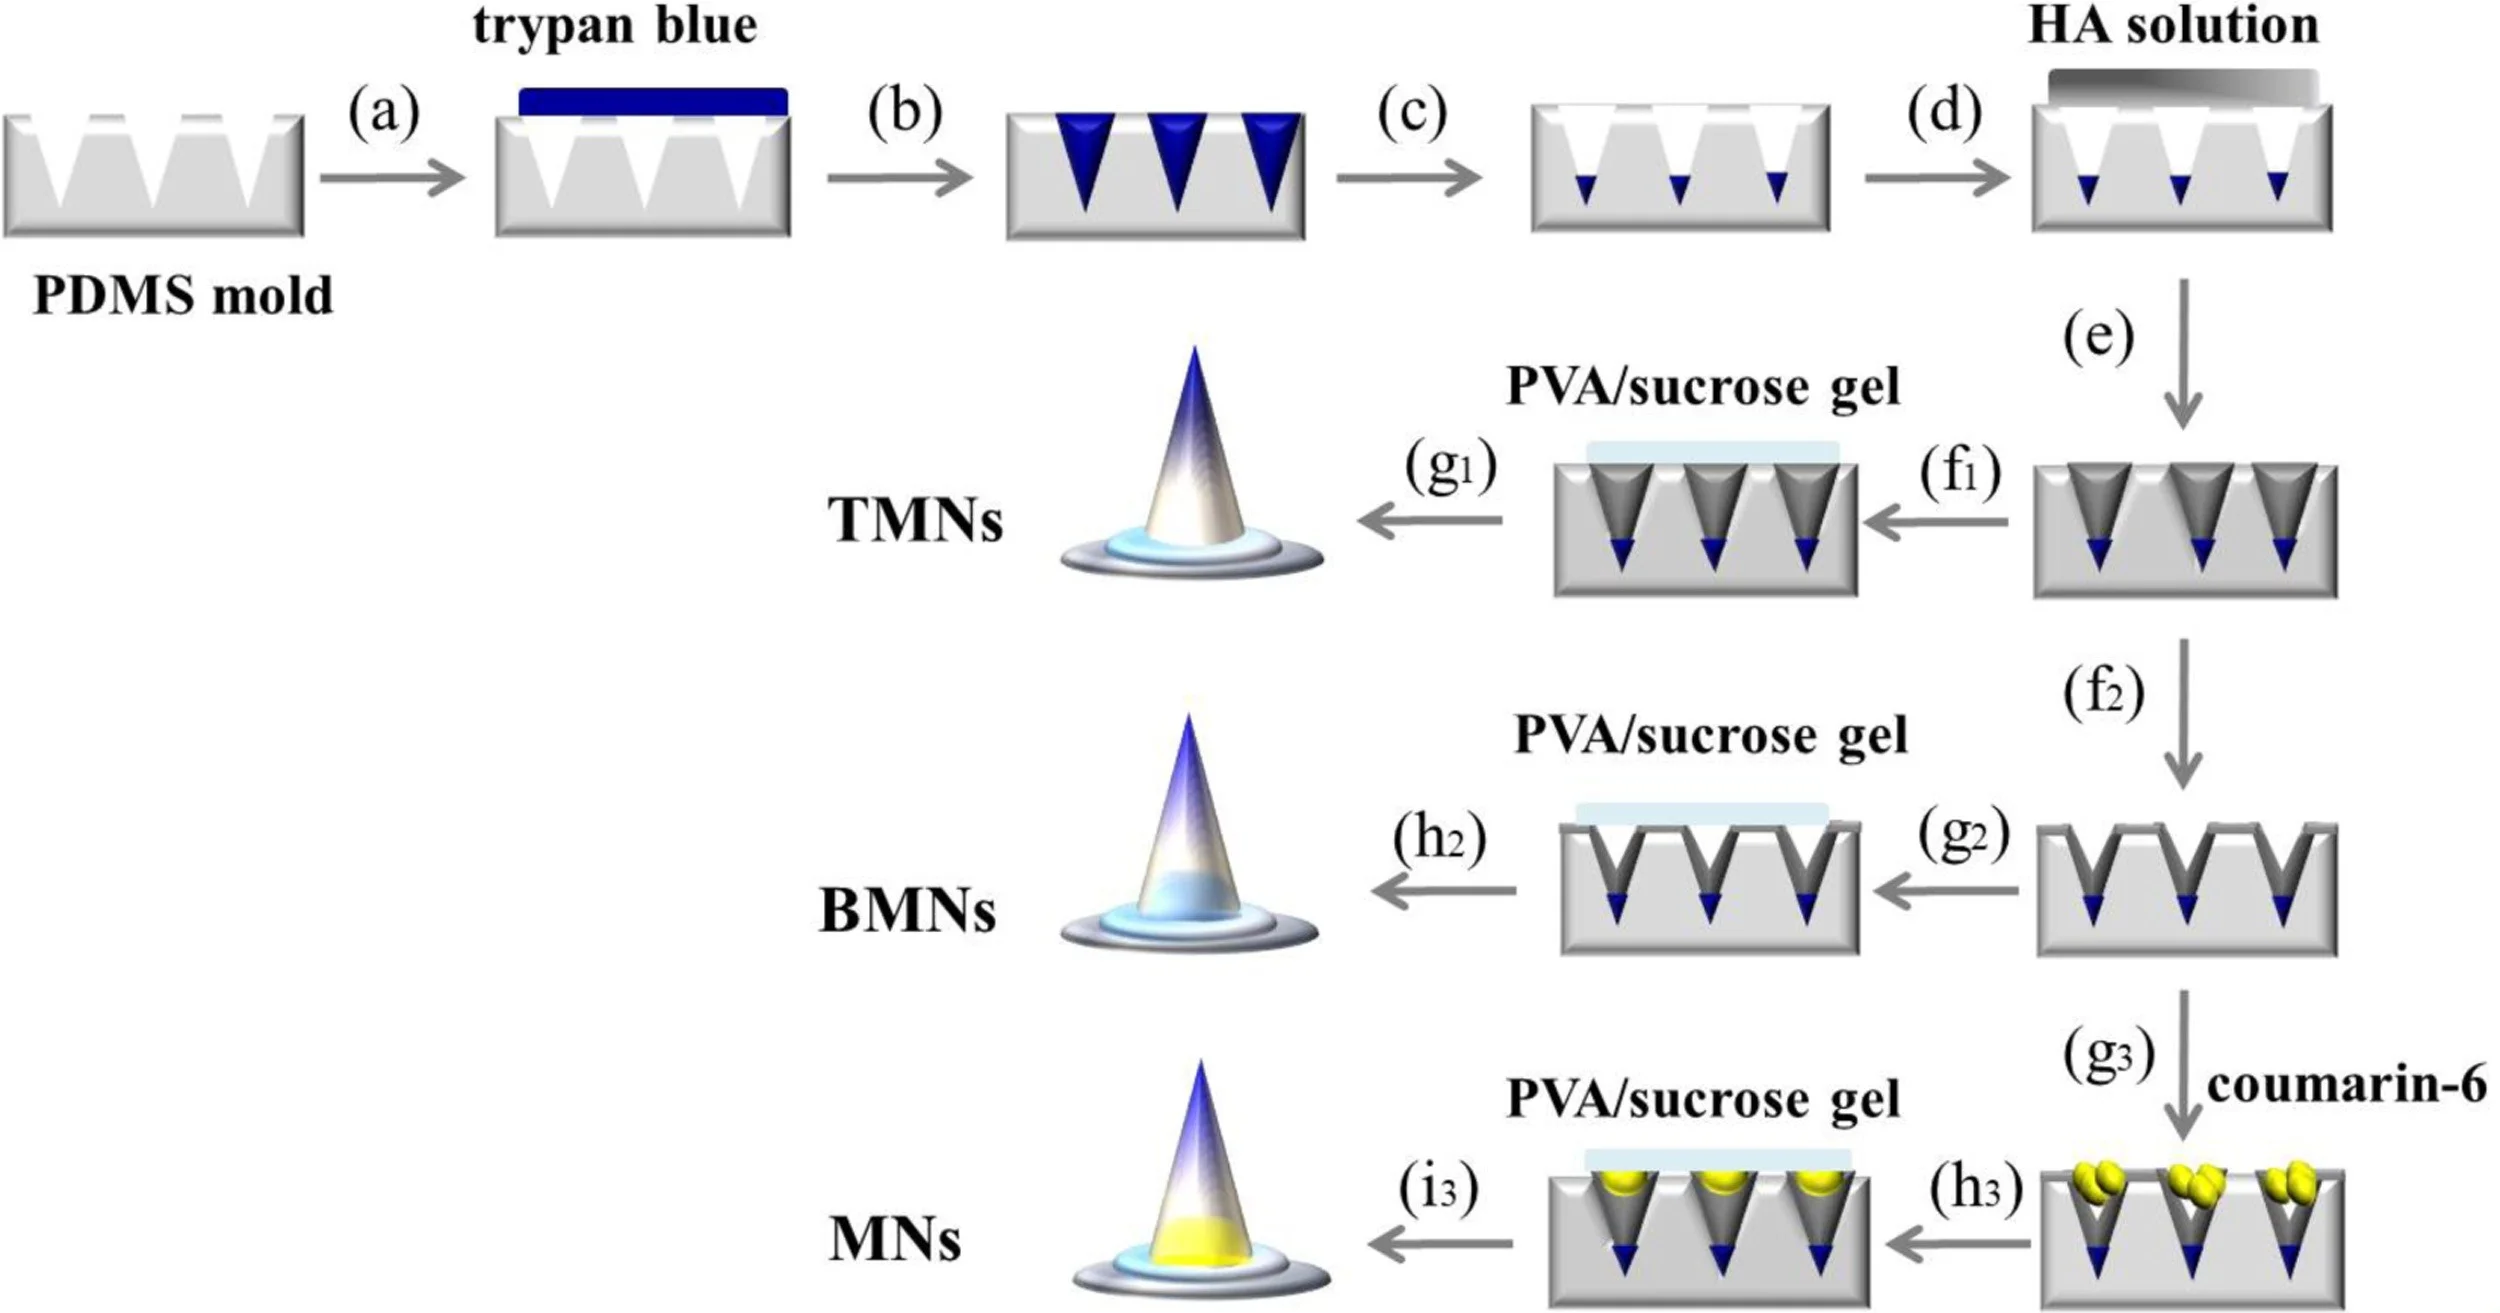 trypan blue
HA solution
(a)
(b)
(c)
(d)
PDMS mold
(e)
PVA/sucrose gel
(g1)
(f1)
TMNs
(f2)
PVA/sucrose gel
(h2)
(g2)
BMNs
(g3)
coumarin-6
PVA/sucrose gel
(i3)
(h3)
MNs